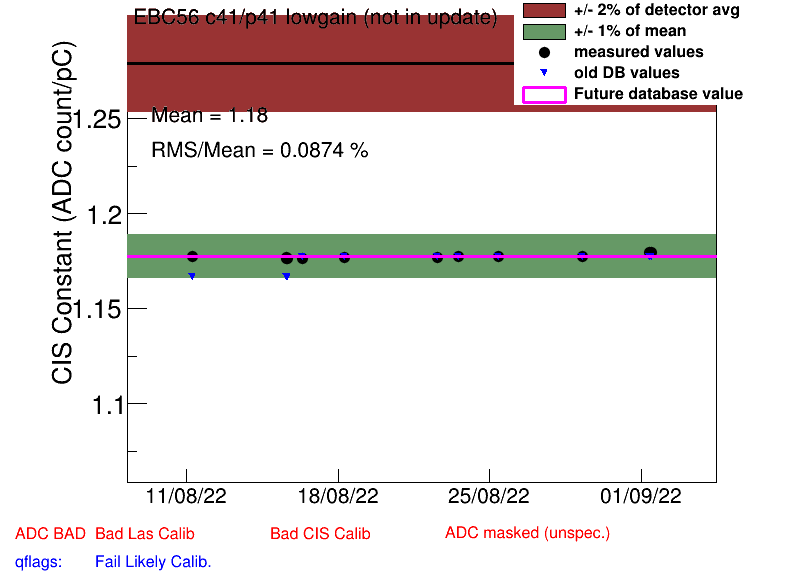 EBC56 c41/p41 lowgain (not in update)
+/- 2% of detector avg
+/- 1% of mean
measured values
old DB values
Future database value
Mean = 1.18
RMS/Mean = 0.0874 %
CIS Constant (ADC count/pC)
1.25
1.2
1.15
1.1
11/08/22 18/08/22 25/08/22 01/09/22
ADC BAD Bad Las Calib Bad CIS Calib ADC masked (unspec.)
qflags: Fail Likely Calib.